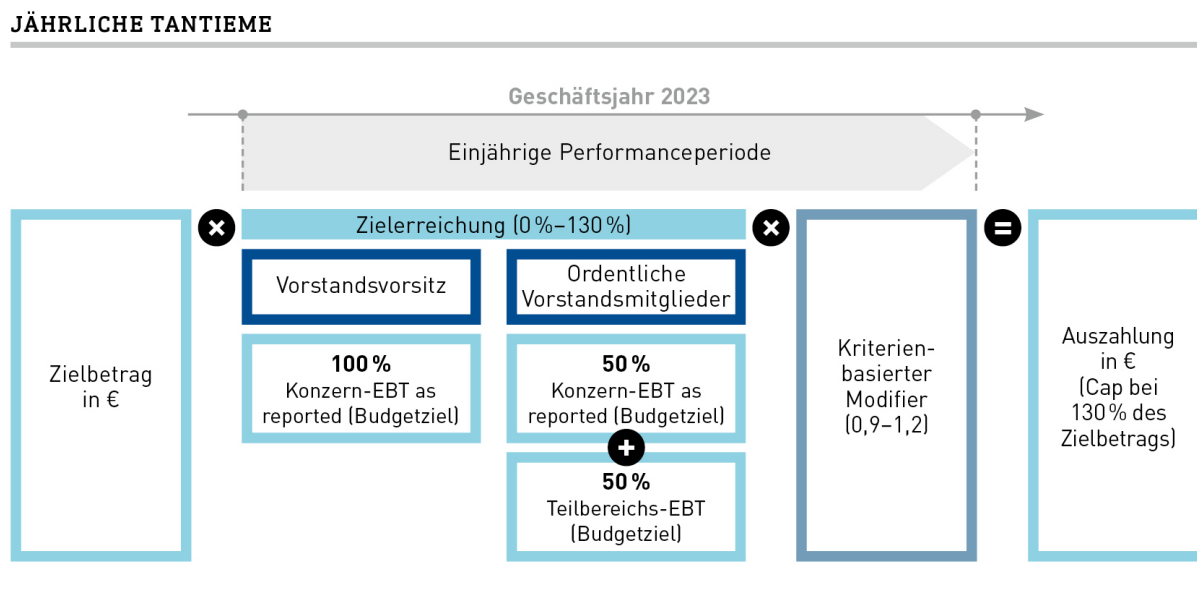 JÄHRLICHE TANTIEME
Geschäftsjahr 2023
Einjährige Performanceperiode
Zielbetrag
in €
×
Zielerreichung (0 %–130 %)
Vorstandsvorsitz
100 %
Konzern-EBT as
reported (Budgetziel)
Ordentliche
Vorstandsmitglieder
50 %
Konzern-EBT as
reported (Budgetziel)
+
50 %
Teilbereichs-EBT
(Budgetziel)
×
Kriterien-
basierter
Modifier
(0,9–1,2)
=
Auszahlung
in €
(Cap bei
130 % des
Zielbetrags)